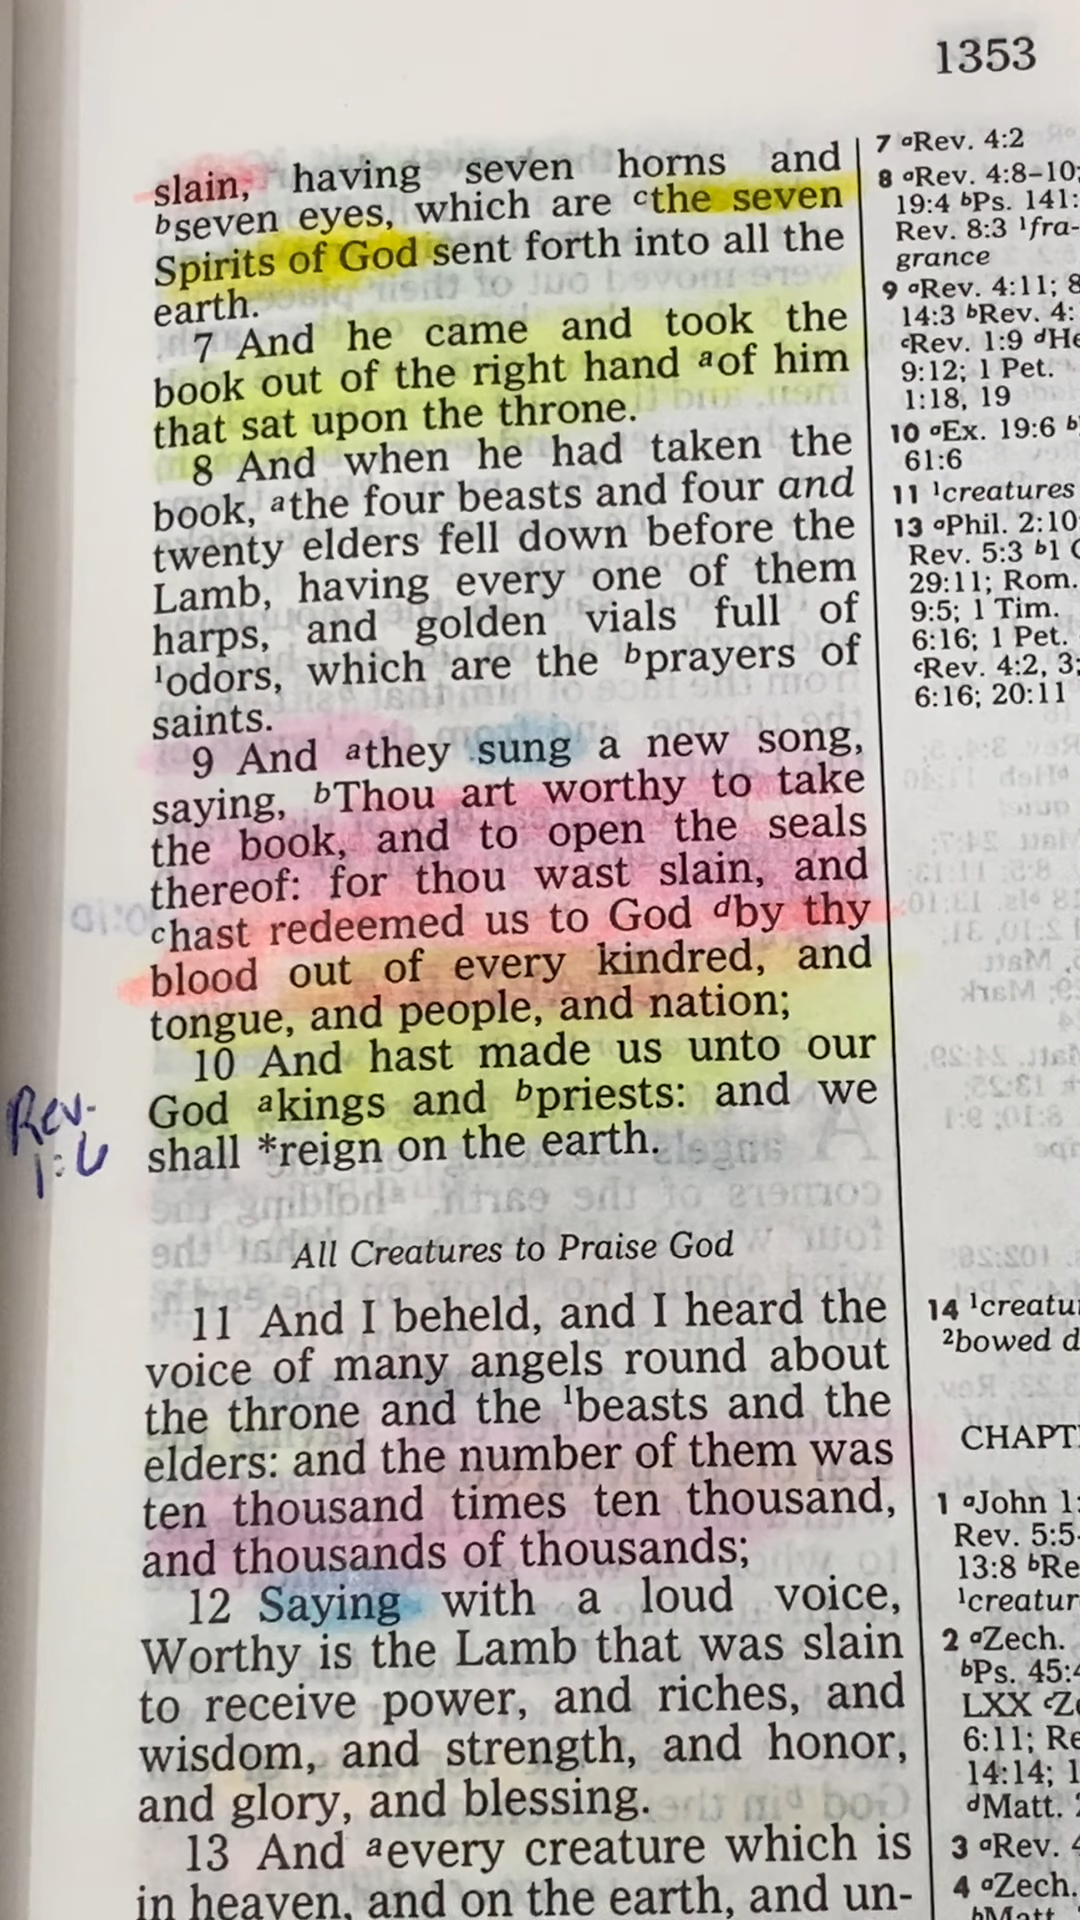 1353
slain, having seven horns and
bseven eyes, which are cthe seven
Spirits of God sent forth into all the
earth.
7 And he came and took the
book out of the right hand aof him
that sat upon the throne.
8 And when he had taken the
book, athe four beasts and four and
twenty elders fell down before the
Lamb, having every one of them
harps, and golden vials full of
1odors, which are the bprayers of
saints.
9 And athey sung a new song,
saying, bThou art worthy to take
the book, and to open the seals
thereof: for thou wast slain, and
chast redeemed us to God dby thy
blood out of every kindred, and
tongue, and people, and nation;
10 And hast made us unto our
God akings and bpriests: and we
shall *reign on the earth.
Rev.
1:6
All Creatures to Praise God
11 And I beheld, and I heard the
voice of many angels round about
the throne and the 1beasts and the
elders: and the number of them was
ten thousand times ten thousand,
and thousands of thousands;
12 Saying with a loud voice,
Worthy is the Lamb that was slain
to receive power, and riches, and
wisdom, and strength, and honor,
and glory, and blessing.
13 And aevery creature which is
in heaven, and on the earth, and un-
7 aRev. 4:2
8 aRev. 4:8-10;
19:4 bPs. 141:
Rev. 8:3 1fra-
grance
9 aRev. 4:11; 8
14:3 bRev. 4:
cRev. 1:9 dHe
9:12; 1 Pet.
1:18, 19
10 aEx. 19:6 b
61:6
11 1creatures
13 aPhil. 2:10
Rev. 5:3 b1 C
29:11; Rom.
9:5; 1 Tim.
6:16; 1 Pet.
cRev. 4:2, 3;
6:16; 20:11
14 1creatu
2bowed d
CHAPT
1 aJohn 1:
Rev. 5:5
13:8 bRe
1creatur
2 aZech.
bPs. 45:4
LXX cZe
6:11; Re
14:14; 1
dMatt.
3 aRev. 4
4 aZech.
bMatt